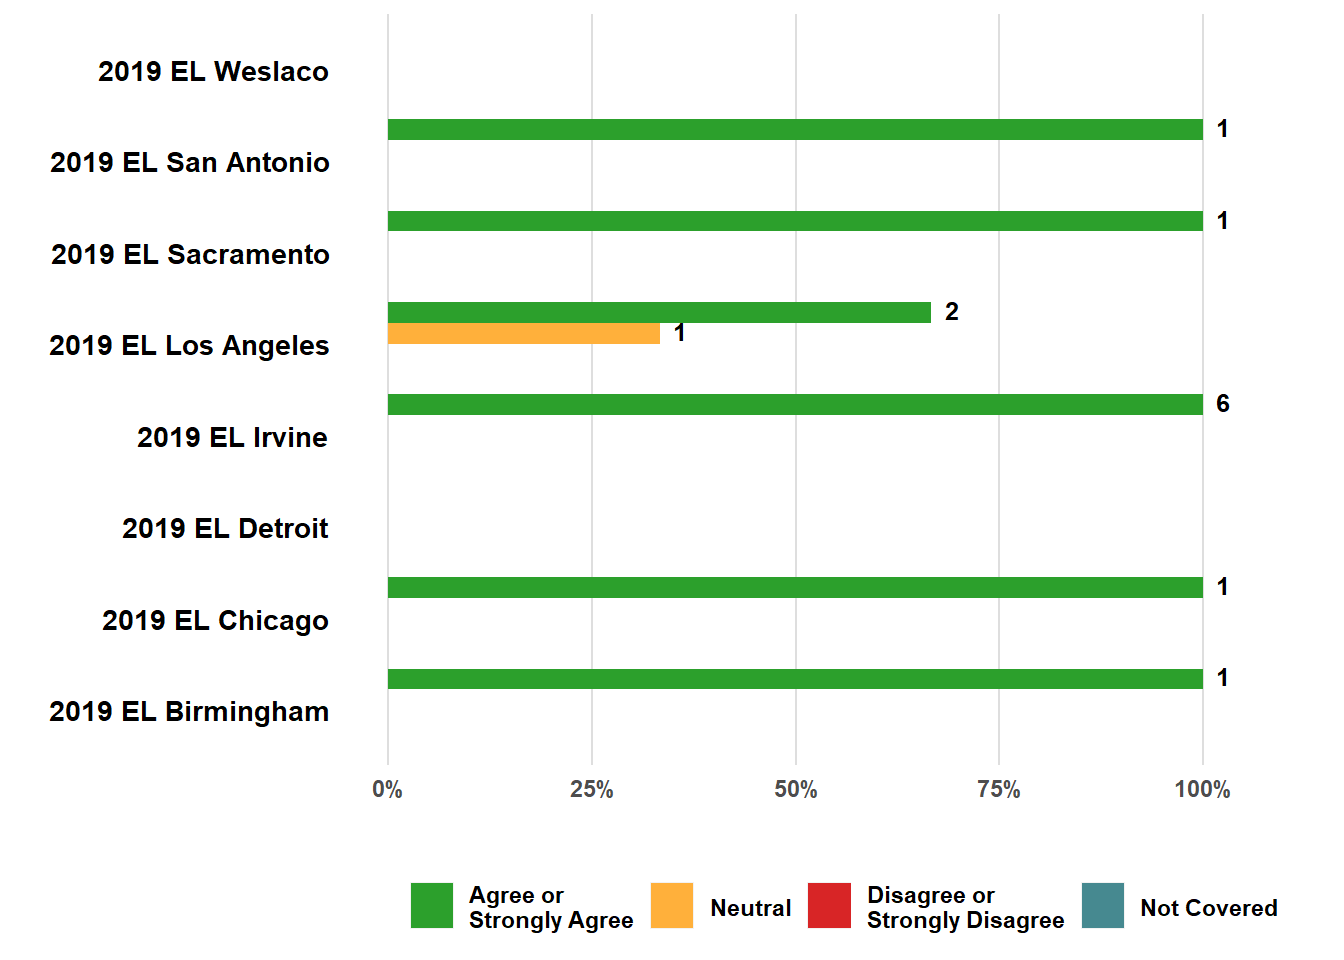 2019 EL Weslaco
1
2019 EL San Antonio
1
2019 EL Sacramento
2
1
2019 EL Los Angeles
6
2019 EL Irvine
2019 EL Detroit
1
2019 EL Chicago
1
2019 EL Birmingham
0% 25% 50% 75% 100%
Agree or
Strongly Agree
Neutral
Disagree or
Strongly Disagree
Not Covered